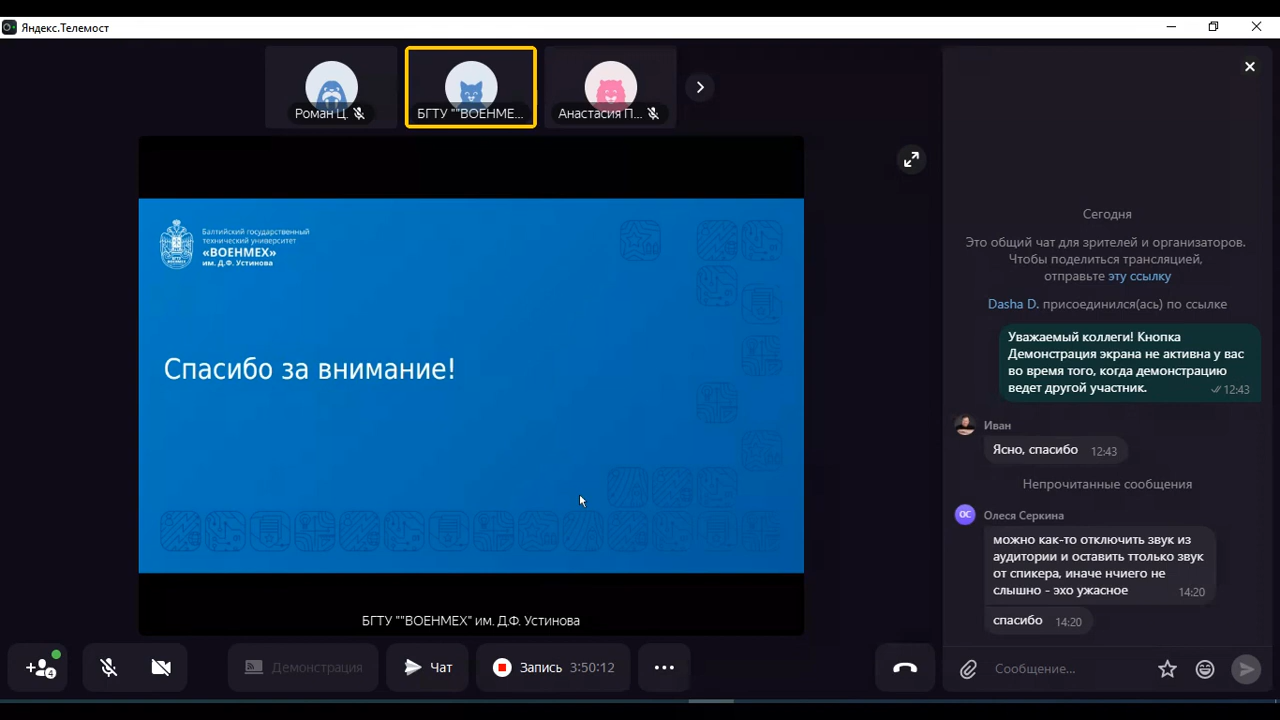 Яндекс.Телемост
Роман Ц.
БГТУ ""ВОЕНМЕ...
Анастасия П...
Балтийский государственный
технический университет
«ВОЕНМЕХ»
им. Д.Ф. Устинова
Спасибо за внимание!
БГТУ ""ВОЕНМЕХ" им. Д.Ф. Устинова
Сегодня
Это общий чат для зрителей и организаторов.
Чтобы поделиться трансляцией,
отправьте эту ссылку
Dasha D. присоединился(ась) по ссылке
Уважаемый коллеги! Кнопка
Демонстрация экрана не активна у вас
во время того, когда демонстрацию
ведет другой участник.
12:43
Иван
Ясно, спасибо 12:43
Непрочитанные сообщения
ОС
Олеся Серкина
можно как-то отключить звук из
аудитории и оставить ттолько звук
от спикера, иначе нчиего не
слышно - эхо ужасное 14:20
спасибо 14:20
4
Демонстрация
Чат
Запись 3:50:12
Сообщение...